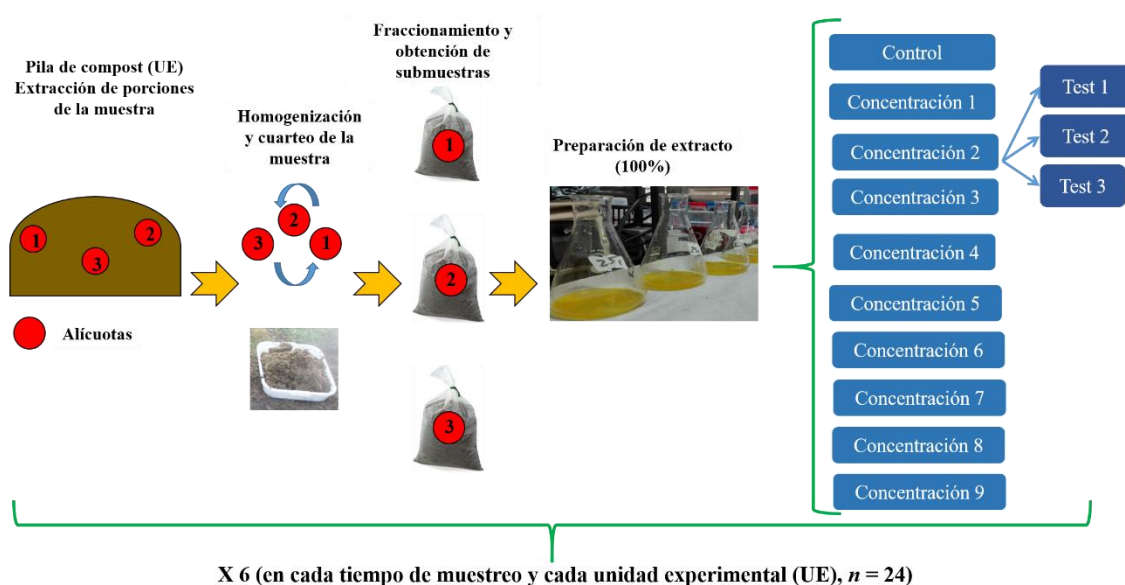 Pila de compost (UE)
Extracción de porciones
de la muestra
1
2
3
Alícuotas
Homogenización
y cuarteo de la
muestra
2
3
1
Fraccionamiento y
obtención de
submuestras
1
2
3
Preparación de extracto
(100%)
Control
Concentración 1
Concentración 2
Concentración 3
Concentración 4
Concentración 5
Concentración 6
Concentración 7
Concentración 8
Concentración 9
Test 1
Test 2
Test 3
X 6 (en cada tiempo de muestreo y cada unidad experimental (UE), n = 24)